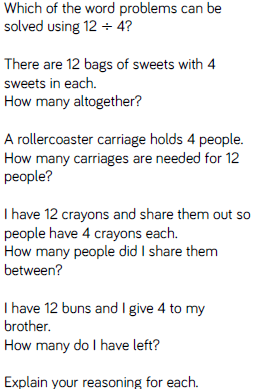 Which of the word problems can be
solved using 12 ÷ 4?
There are 12 bags of sweets with 4
sweets in each.
How many altogether?
A rollercoaster carriage holds 4 people.
How many carriages are needed for 12
people?
I have 12 crayons and share them out so
people have 4 crayons each.
How many people did I share them
between?
I have 12 buns and I give 4 to my
brother.
How many do I have left?
Explain your reasoning for each.